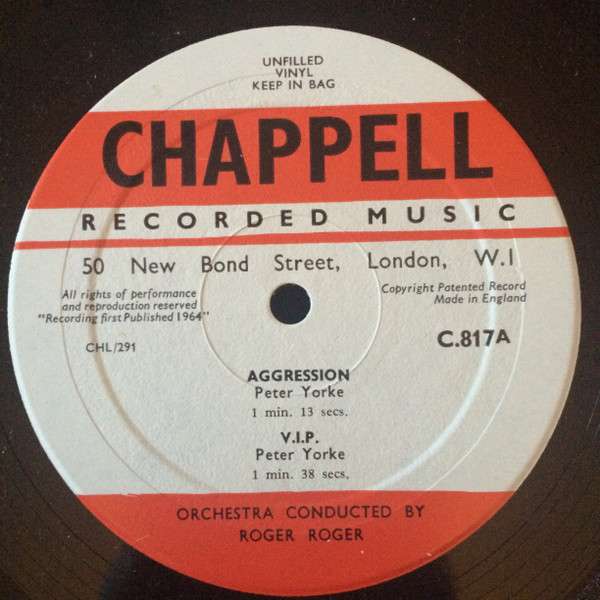 UNFILLED
VINYL
KEEP IN BAG
CHAPPELL
RECORDED MUSIC
50 New Bond Street, London, W.1
All rights of performance
and reproduction reserved
"Recording first Published 1964"
Copyright Patented Record
Made in England
CHL/291
C.817A
AGGRESSION
Peter Yorke
1 min. 13 secs.
V.I.P.
Peter Yorke
1 min. 38 secs.
ORCHESTRA CONDUCTED BY
ROGER ROGER